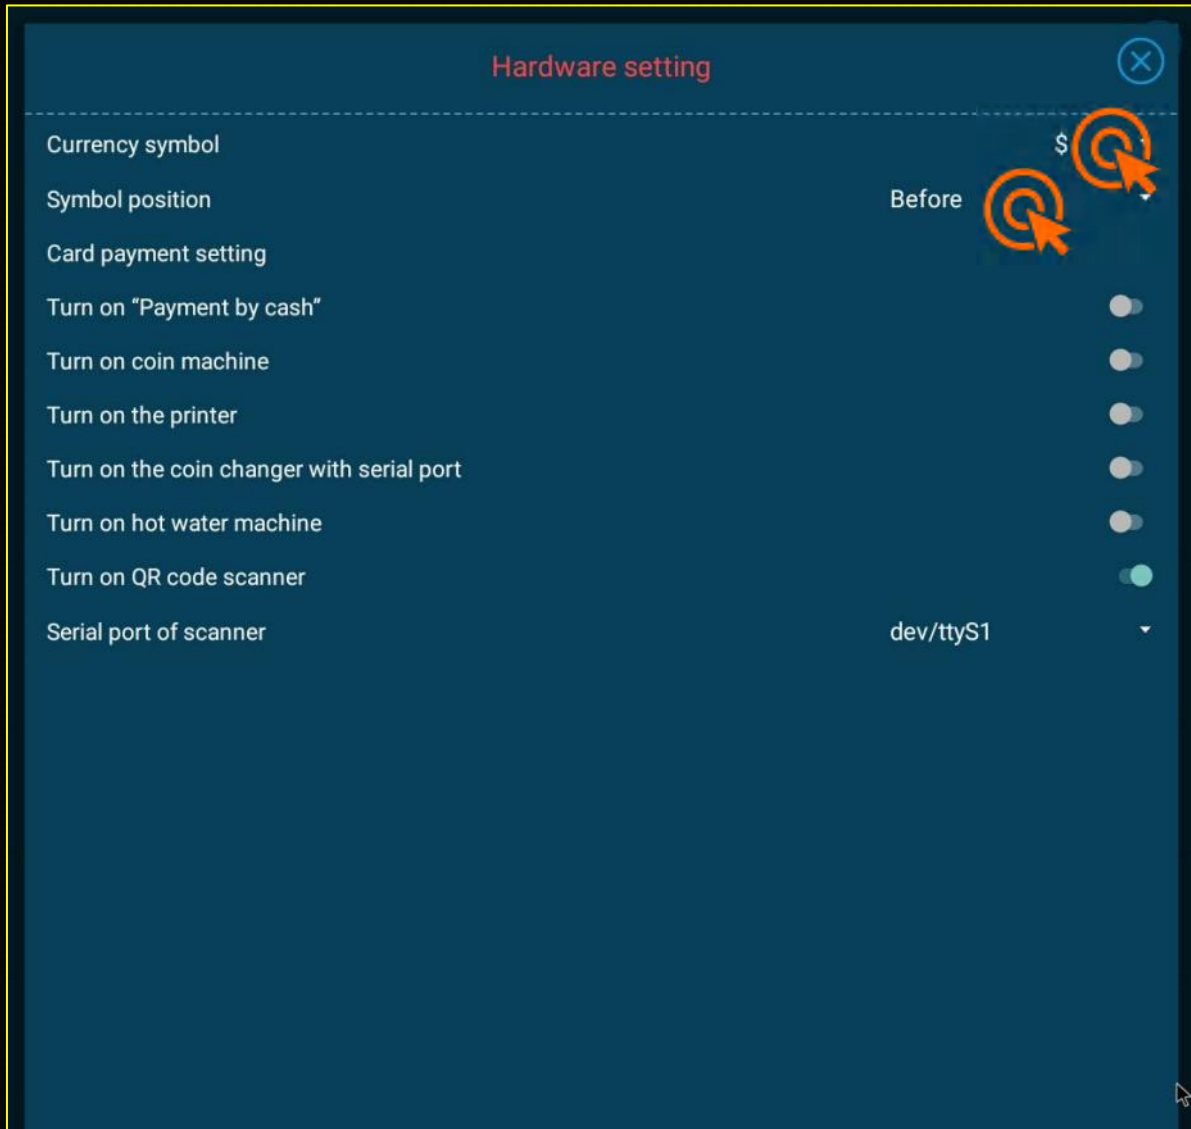 Hardware setting
Currency symbol $
Symbol position Before
Card payment setting
Turn on “Payment by cash”
Turn on coin machine
Turn on the printer
Turn on the coin changer with serial port
Turn on hot water machine
Turn on QR code scanner
Serial port of scanner dev/ttyS1